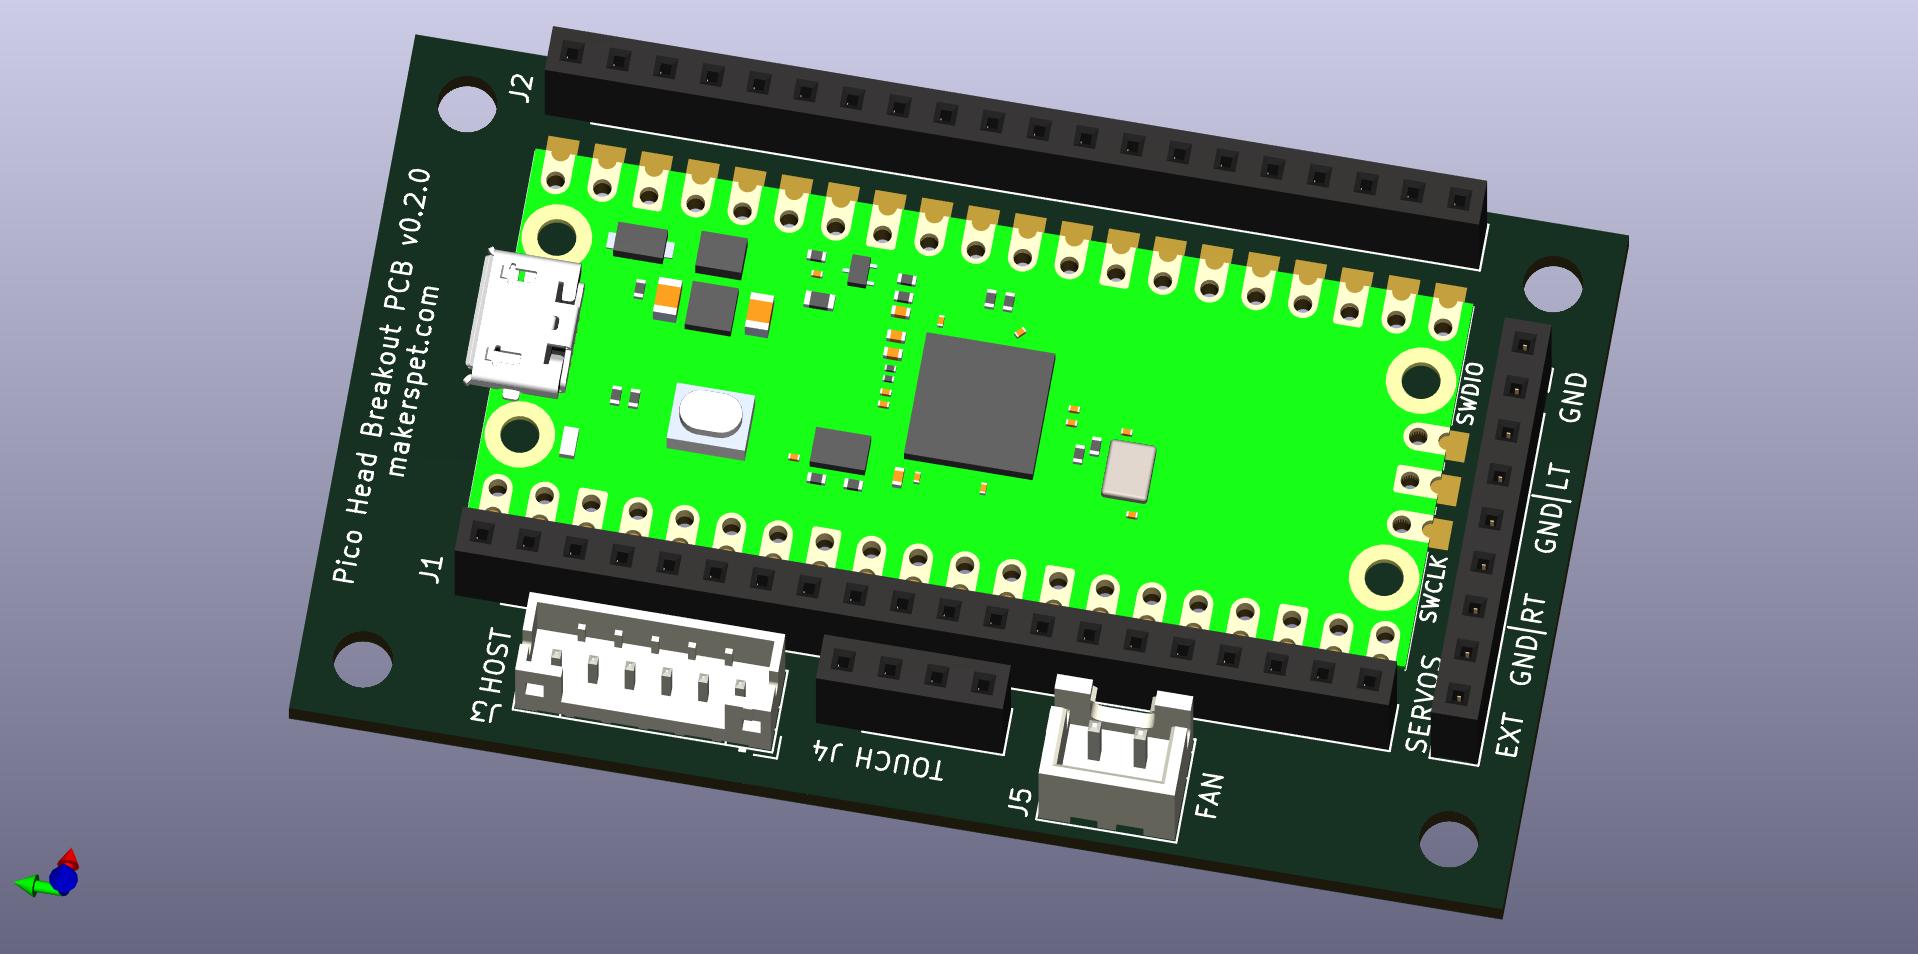 J2
Pico Head Breakout PCB v0.2.0
makerspet.com
J1
J3 HOST
TOUCH J4
J5
FAN
SWDIO
SWCLK
SERVOS
GND
GND|LT
GND|RT
EXT